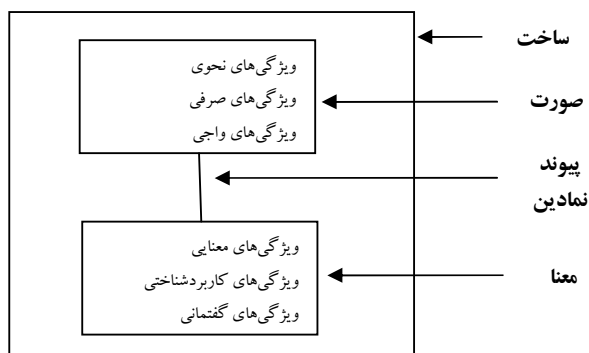 ساخت
ویژگی‌های نحوی
ویژگی‌های صرفی
ویژگی‌های واجی
صورت
پیوند
نمادین
ویژگی‌های معنایی
ویژگی‌های کاربردشناختی
ویژگی‌های گفتمانی
معنا